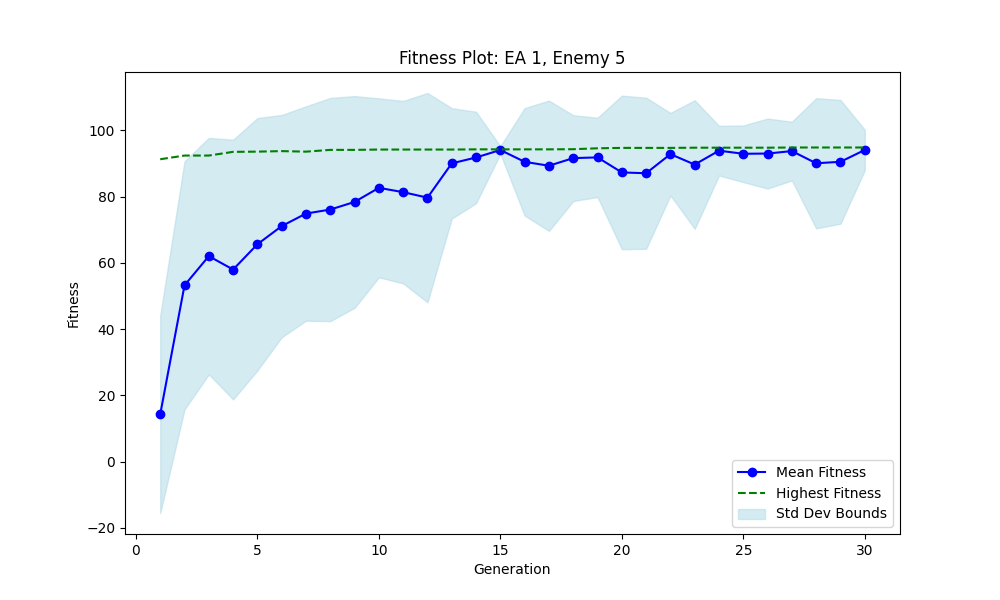 Fitness Plot: EA 1, Enemy 5
100
80
60
40
20
0
−20
Fitness
0 5 10 15 20 25 30
Generation
Mean Fitness
Highest Fitness
Std Dev Bounds